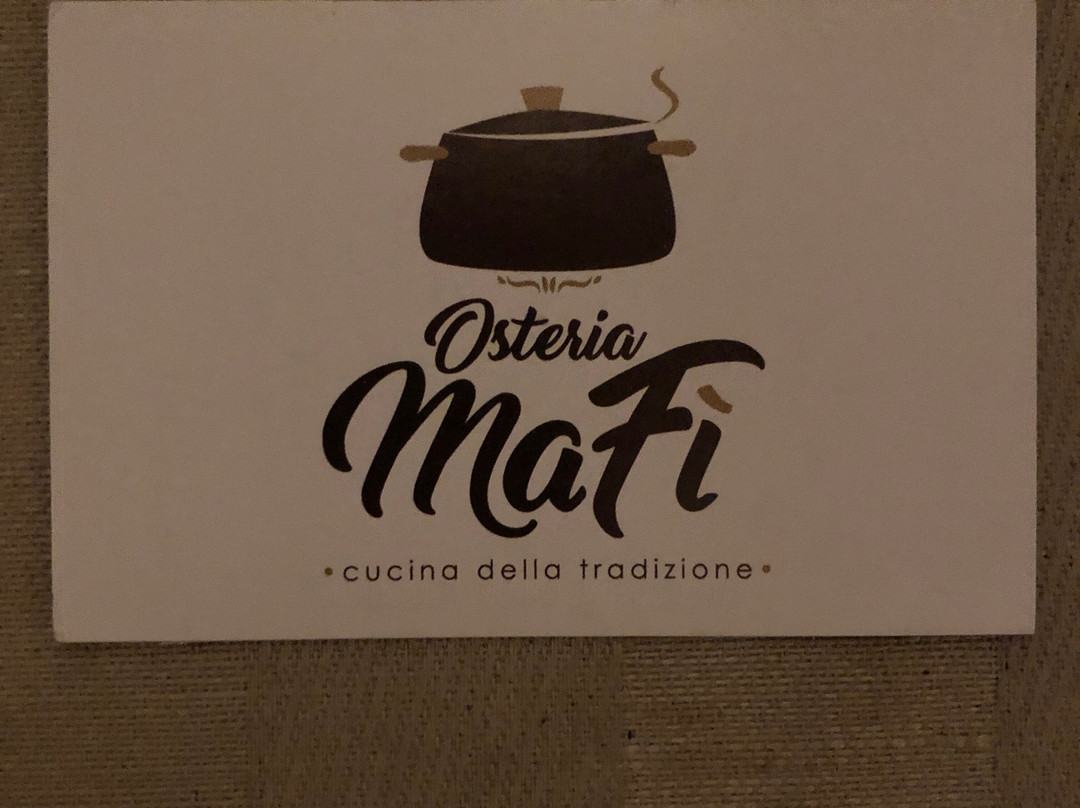 Osteria
MaFì
•cucina della tradizione•